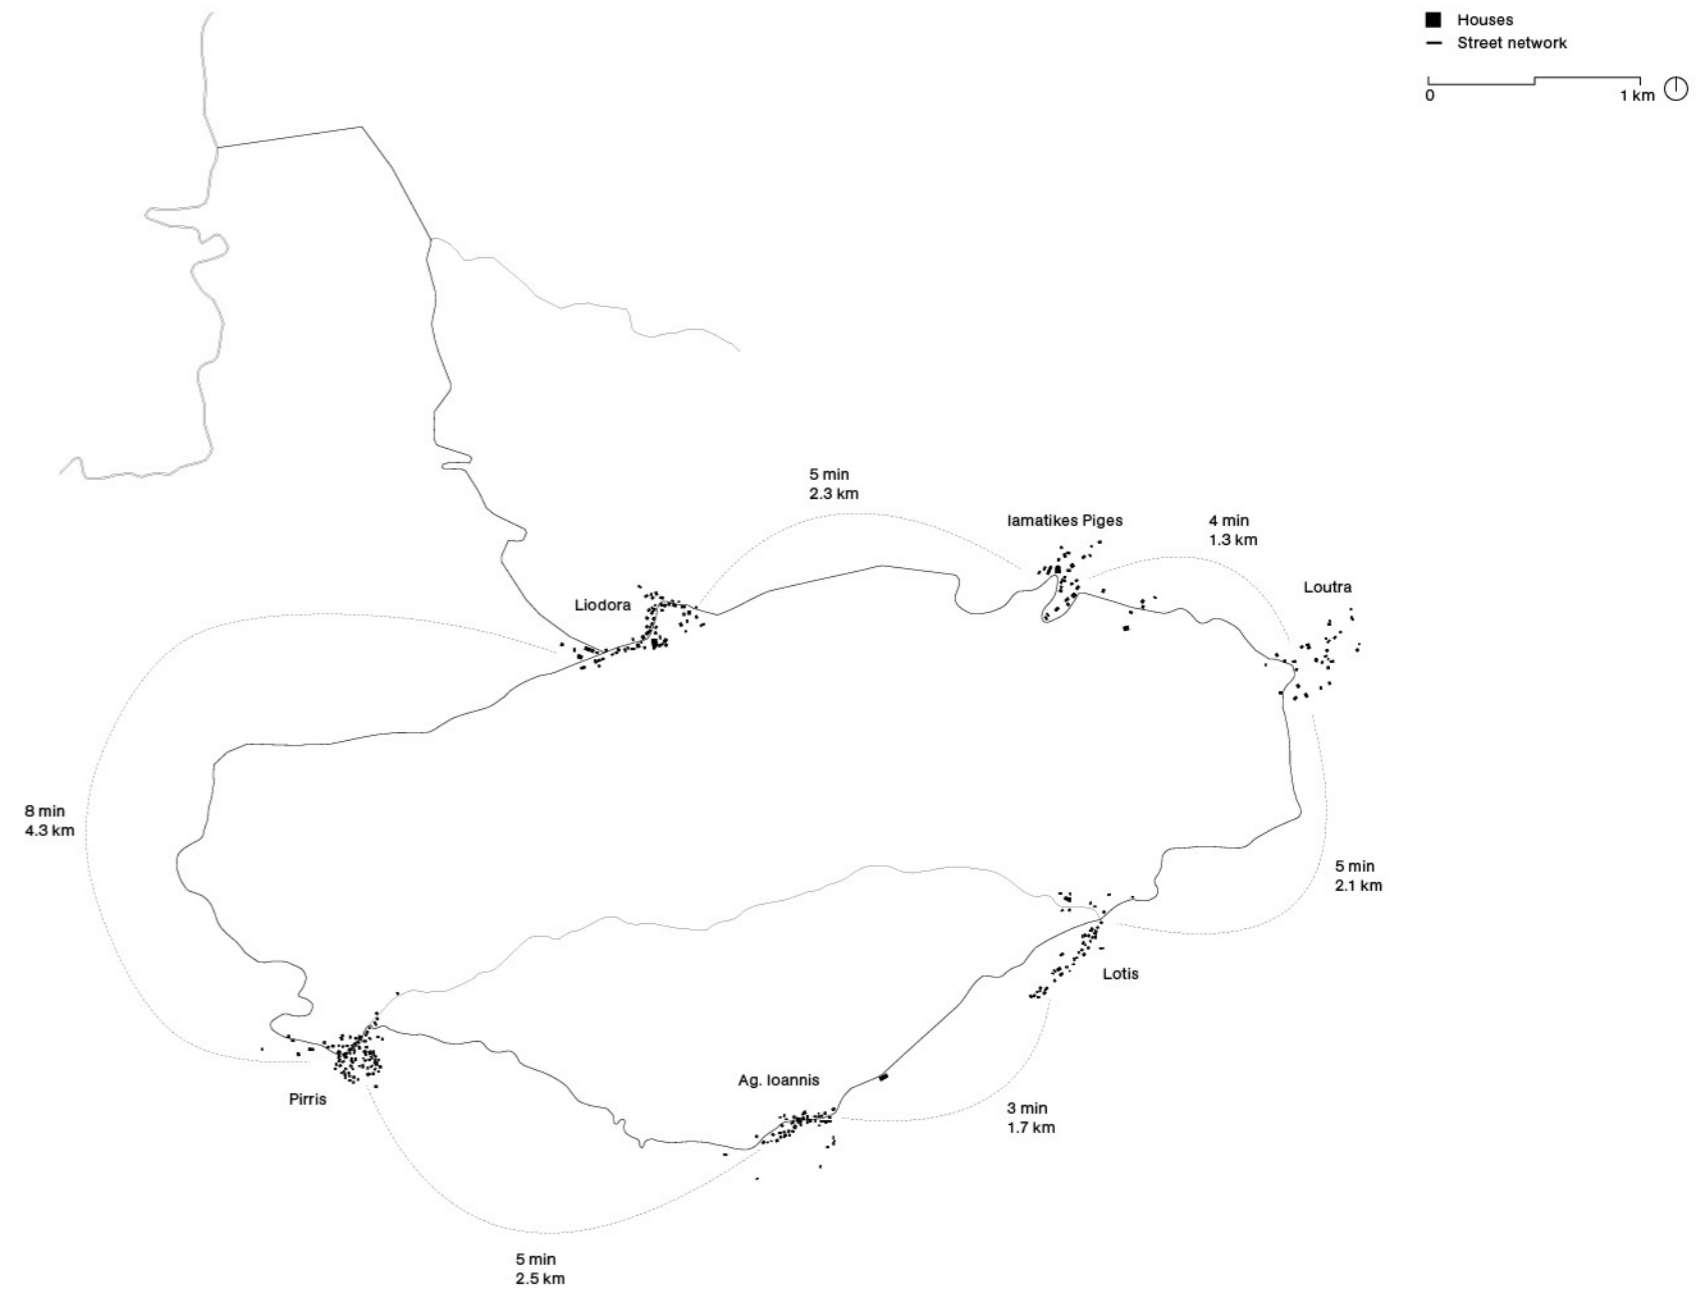 Houses
Street network
0
1 km
5 min
2.3 km
Iamatikes Piges
4 min
1.3 km
Loutra
Liodora
8 min
4.3 km
5 min
2.1 km
Lotis
Ag. Ioannis
Pirris
3 min
1.7 km
5 min
2.5 km